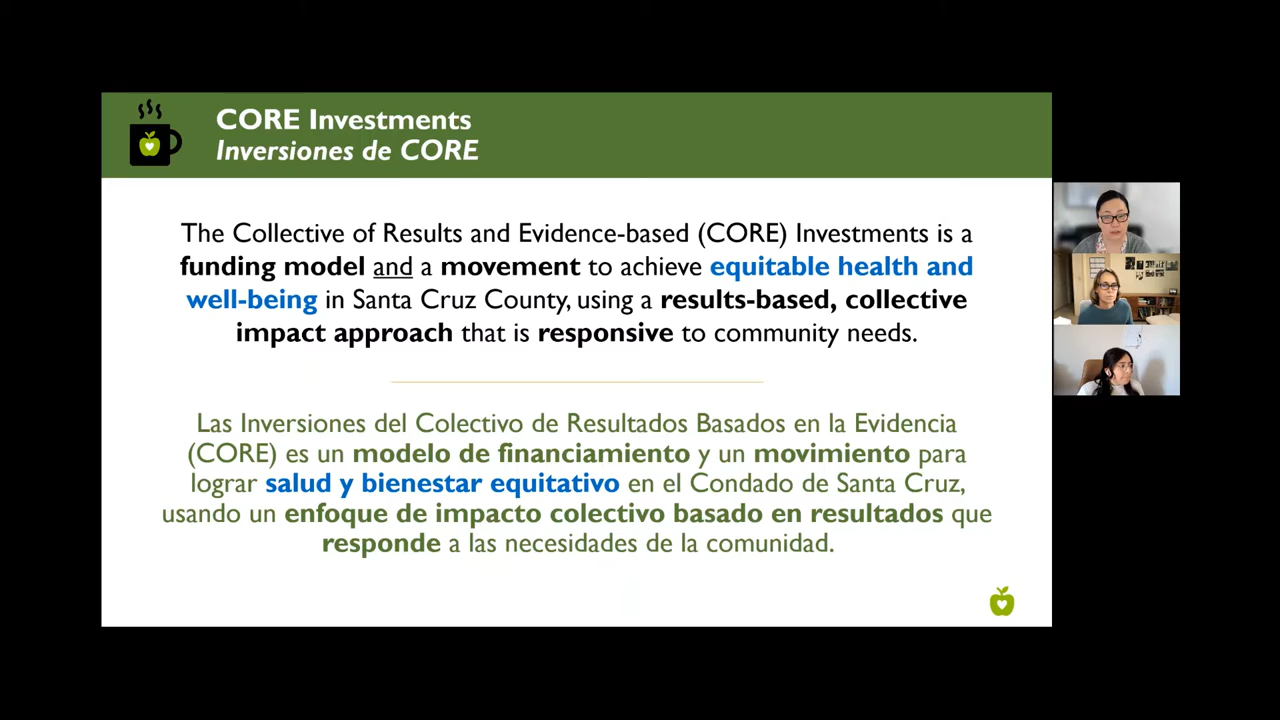 CORE Investments
Inversiones de CORE
The Collective of Results and Evidence-based (CORE) Investments is a
funding model and a movement to achieve equitable health and
well-being in Santa Cruz County, using a results-based, collective
impact approach that is responsive to community needs.
Las Inversiones del Colectivo de Resultados Basados en la Evidencia
(CORE) es un modelo de financiamiento y un movimiento para
lograr salud y bienestar equitativo en el Condado de Santa Cruz,
usando un enfoque de impacto colectivo basado en resultados que
responde a las necesidades de la comunidad.